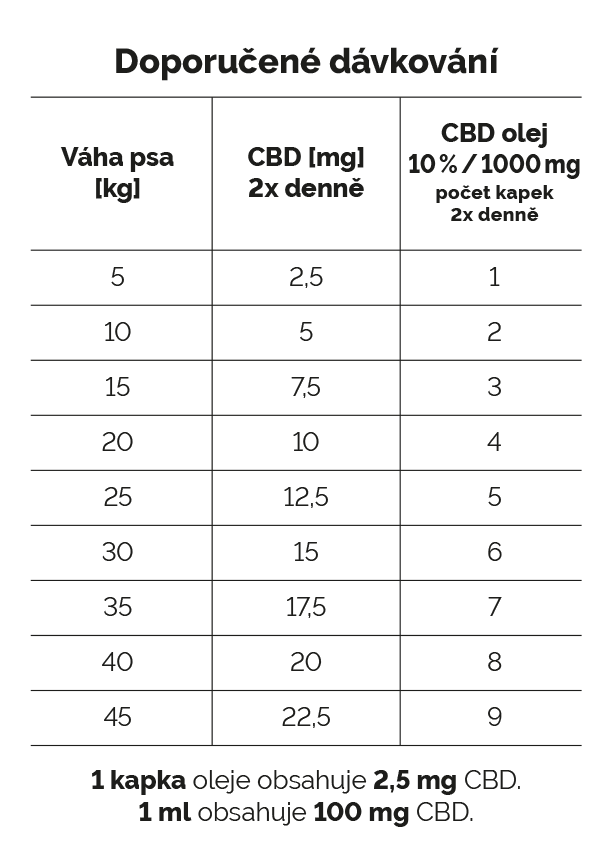 Doporučené dávkování
Váha psa
[kg]
CBD [mg]
2x denně
CBD olej
10 % / 1000 mg
počet kapek
2x denně
5 2,5 1
10 5 2
15 7,5 3
20 10 4
25 12,5 5
30 15 6
35 17,5 7
40 20 8
45 22,5 9
1 kapka oleje obsahuje 2,5 mg CBD.
1 ml obsahuje 100 mg CBD.